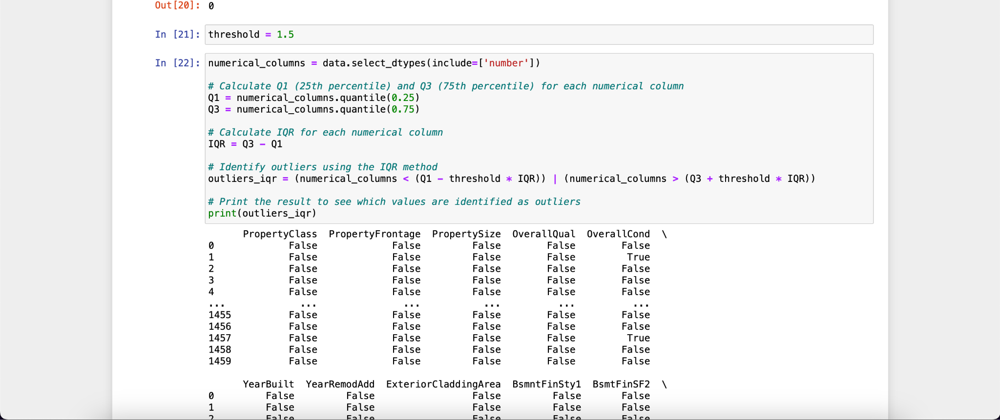 Out[20]: 0
In [21]: threshold = 1.5
In [22]: numerical_columns = data.select_dtypes(include=['number'])
# Calculate Q1 (25th percentile) and Q3 (75th percentile) for each numerical column
Q1 = numerical_columns.quantile(0.25)
Q3 = numerical_columns.quantile(0.75)
# Calculate IQR for each numerical column
IQR = Q3 - Q1
# Identify outliers using the IQR method
outliers_iqr = (numerical_columns < (Q1 - threshold * IQR)) | (numerical_columns > (Q3 + threshold * IQR))
# Print the result to see which values are identified as outliers
print(outliers_iqr)
PropertyClass PropertyFrontage PropertySize OverallQual OverallCond \
0 False False False False False
1 False False False False True
2 False False False False False
3 False False False False False
4 False False False False False
... ... ... ... ... ...
1455 False False False False False
1456 False False False False False
1457 False False False False True
1458 False False False False False
1459 False False False False False
YearBuilt YearRemodAdd ExteriorCladdingArea BsmntFinSty1 BsmtFinSF2 \
0 False False False False False
1 False False False False False
2 False False False False False